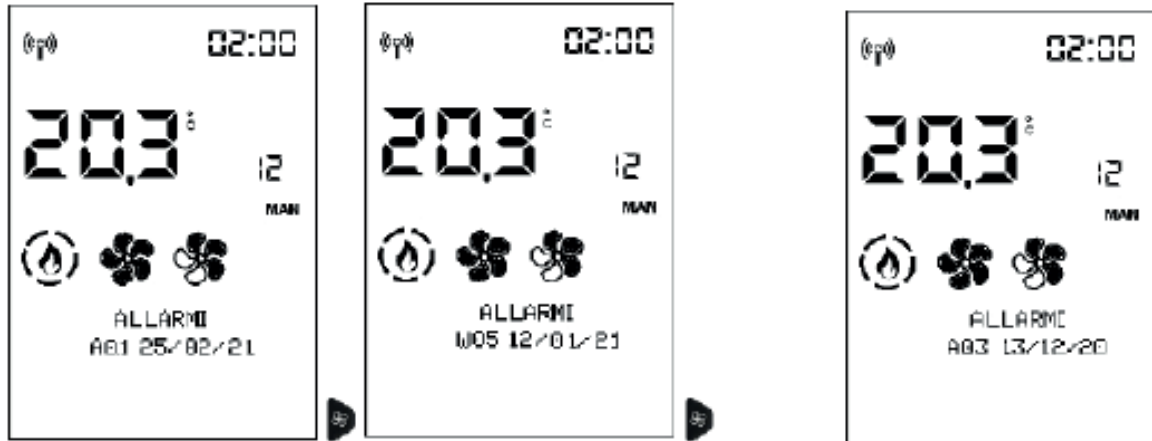 02:00
20.3 °C
12
MAN
ALLARMI
A01 25/02/21
02:00
20.3 °C
12
MAN
ALLARMI
W05 12/01/21
02:00
20.3 °C
12
MAN
ALLARMI
A03 13/12/20